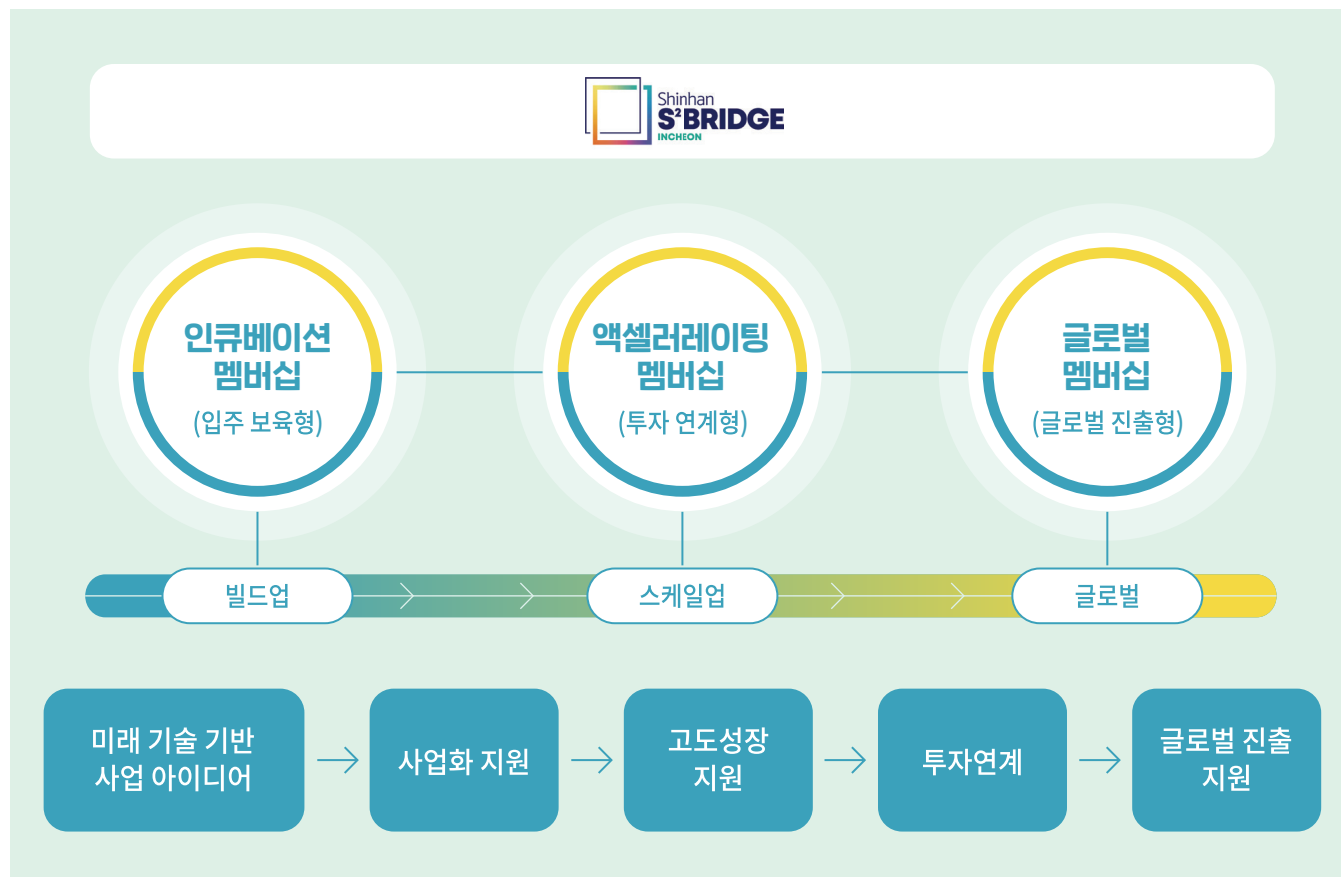 Shinhan
S²BRIDGE
INCHEON
인큐베이션
멤버십
(입주 보육형)
액셀러레이팅
멤버십
(투자 연계형)
글로벌
멤버십
(글로벌 진출형)
빌드업
스케일업
글로벌
미래 기술 기반
사업 아이디어
사업화 지원
고도성장
지원
투자연계
글로벌 진출
지원